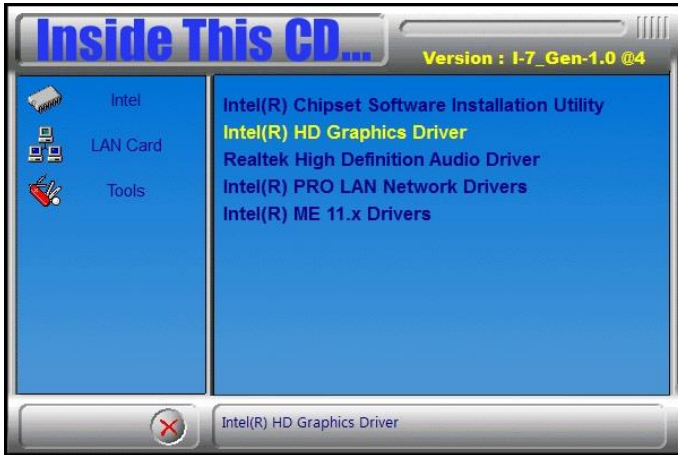 Inside This CD...
Version : I-7_Gen-1.0 @4
Intel
LAN Card
Tools
Intel(R) Chipset Software Installation Utility
Intel(R) HD Graphics Driver
Realtek High Definition Audio Driver
Intel(R) PRO LAN Network Drivers
Intel(R) ME 11.x Drivers
Intel(R) HD Graphics Driver